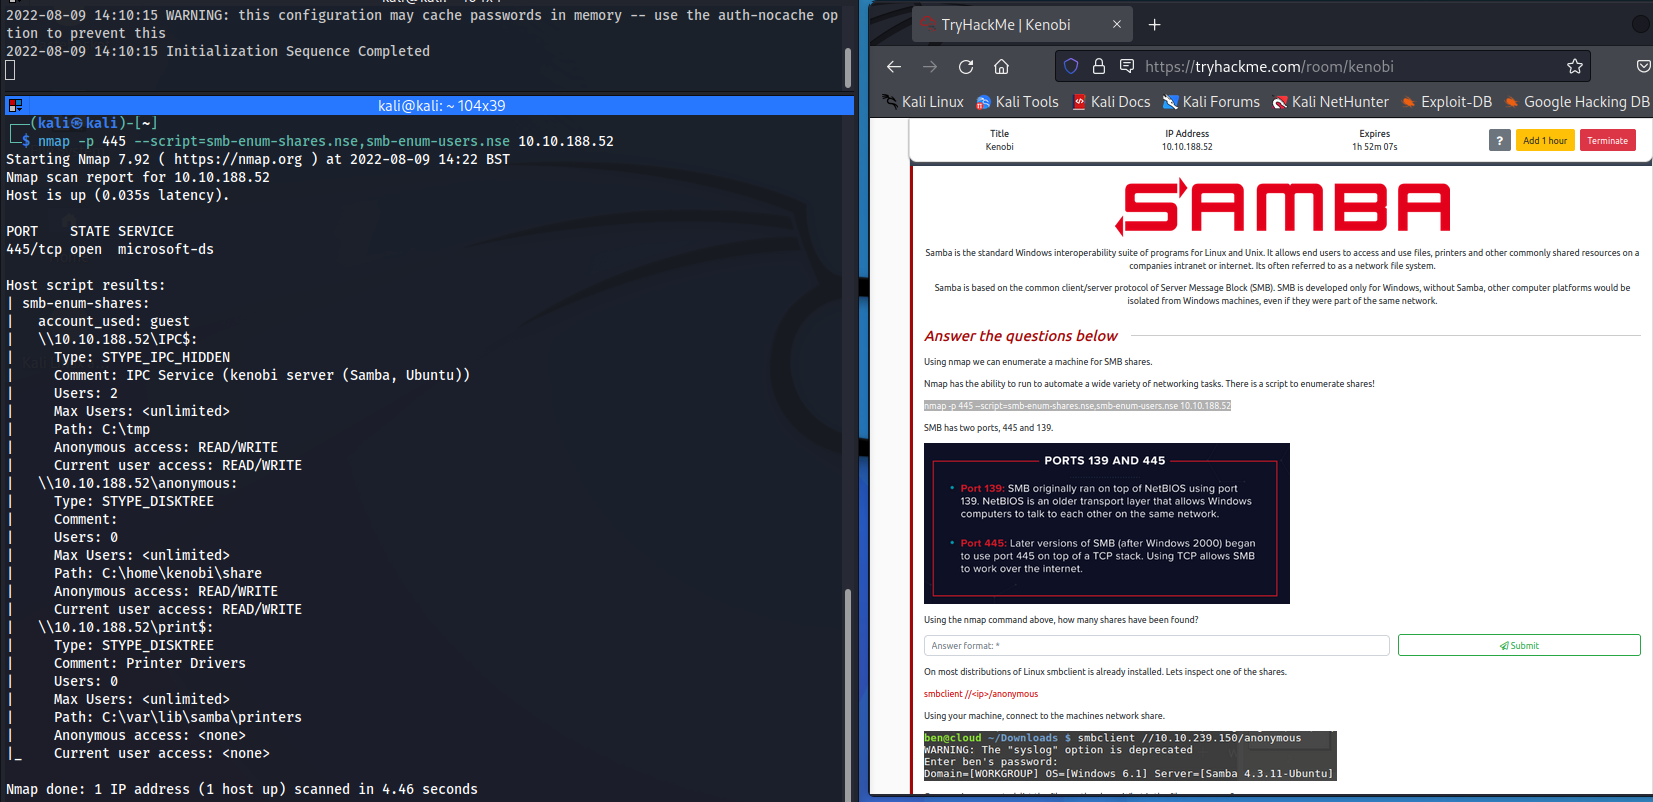 2022-08-09 14:10:15 WARNING: this configuration may cache passwords in memory -- use the auth-nocache op
tion to prevent this
2022-08-09 14:10:15 Initialization Sequence Completed
kali@kali: ~ 104x39
(kali㉿kali)-[~]
$ nmap -p 445 --script=smb-enum-shares.nse,smb-enum-users.nse 10.10.188.52
Starting Nmap 7.92 ( https://nmap.org ) at 2022-08-09 14:22 BST
Nmap scan report for 10.10.188.52
Host is up (0.035s latency).
PORT    STATE SERVICE
445/tcp open  microsoft-ds
Host script results:
| smb-enum-shares:
|   account_used: guest
|   \\10.10.188.52\IPC$:
|     Type: STYPE_IPC_HIDDEN
|     Comment: IPC Service (kenobi server (Samba, Ubuntu))
|     Users: 2
|     Max Users: <unlimited>
|     Path: C:\tmp
|     Anonymous access: READ/WRITE
|     Current user access: READ/WRITE
|   \\10.10.188.52\anonymous:
|     Type: STYPE_DISKTREE
|     Comment:
|     Users: 0
|     Max Users: <unlimited>
|     Path: C:\home\kenobi\share
|     Anonymous access: READ/WRITE
|     Current user access: READ/WRITE
|   \\10.10.188.52\print$:
|     Type: STYPE_DISKTREE
|     Comment: Printer Drivers
|     Users: 0
|     Max Users: <unlimited>
|     Path: C:\var\lib\samba\printers
|     Anonymous access: <none>
|_    Current user access: <none>
Nmap done: 1 IP address (1 host up) scanned in 4.46 seconds
TryHackMe | Kenobi
https://tryhackme.com/room/kenobi
Kali Linux Kali Tools Kali Docs Kali Forums Kali NetHunter Exploit-DB Google Hacking DB
Title IP Address Expires
Kenobi 10.10.188.52 1h 52m 07s
? Add 1 hour Terminate
SAMBA
Samba is the standard Windows interoperability suite of programs for Linux and Unix. It allows end users to access and use files, printers and other commonly shared resources on a
companies intranet or internet. Its often referred to as a network file system.
Samba is based on the common client/server protocol of Server Message Block (SMB). SMB is developed only for Windows, without Samba, other computer platforms would be
isolated from Windows machines, even if they were part of the same network.
Answer the questions below
Using nmap we can enumerate a machine for SMB shares.
Nmap has the ability to run to automate a wide variety of networking tasks. There is a script to enumerate shares!
nmap -p 445 --script=smb-enum-shares.nse,smb-enum-users.nse 10.10.188.52
SMB has two ports, 445 and 139.
PORTS 139 AND 445
• Port 139: SMB originally ran on top of NetBIOS using port
139. NetBIOS is an older transport layer that allows Windows
computers to talk to each other on the same network.
• Port 445: Later versions of SMB (after Windows 2000) began
to use port 445 on top of a TCP stack. Using TCP allows SMB
to work over the internet.
Using the nmap command above, how many shares have been found?
Answer format: *
Submit
On most distributions of Linux smbclient is already installed. Lets inspect one of the shares.
smbclient //<ip>/anonymous
Using your machine, connect to the machines network share.
ben@cloud ~/Downloads $ smbclient //10.10.239.150/anonymous
WARNING: The "syslog" option is deprecated
Enter ben's password:
Domain=[WORKGROUP] OS=[Windows 6.1] Server=[Samba 4.3.11-Ubuntu]